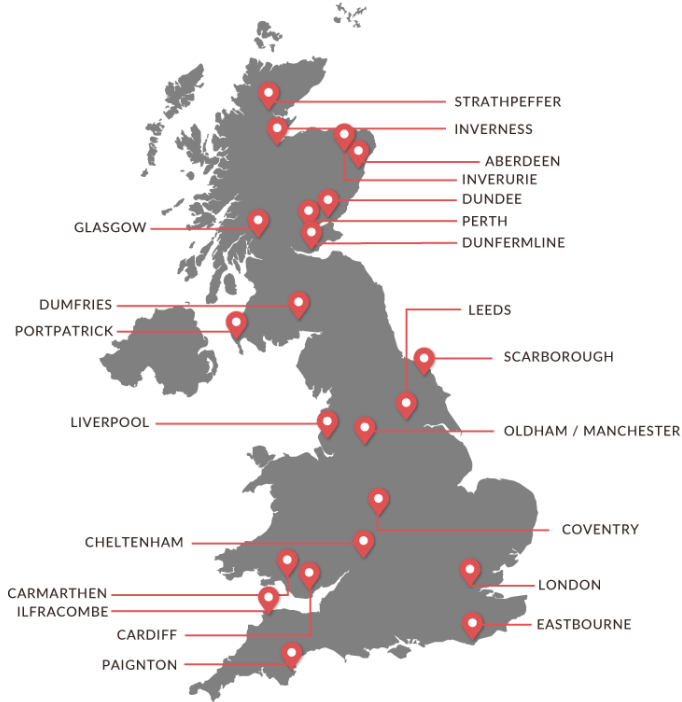 STRATHPEFFER
INVERNESS
ABERDEEN
INVERURIE
DUNDEE
PERTH
GLASGOW
DUNFERMLINE
DUMFRIES
LEEDS
PORTPATRICK
SCARBOROUGH
LIVERPOOL
OLDHAM / MANCHESTER
COVENTRY
CHELTENHAM
LONDON
CARMARTHEN
ILFRACOMBE
EASTBOURNE
CARDIFF
PAIGNTON